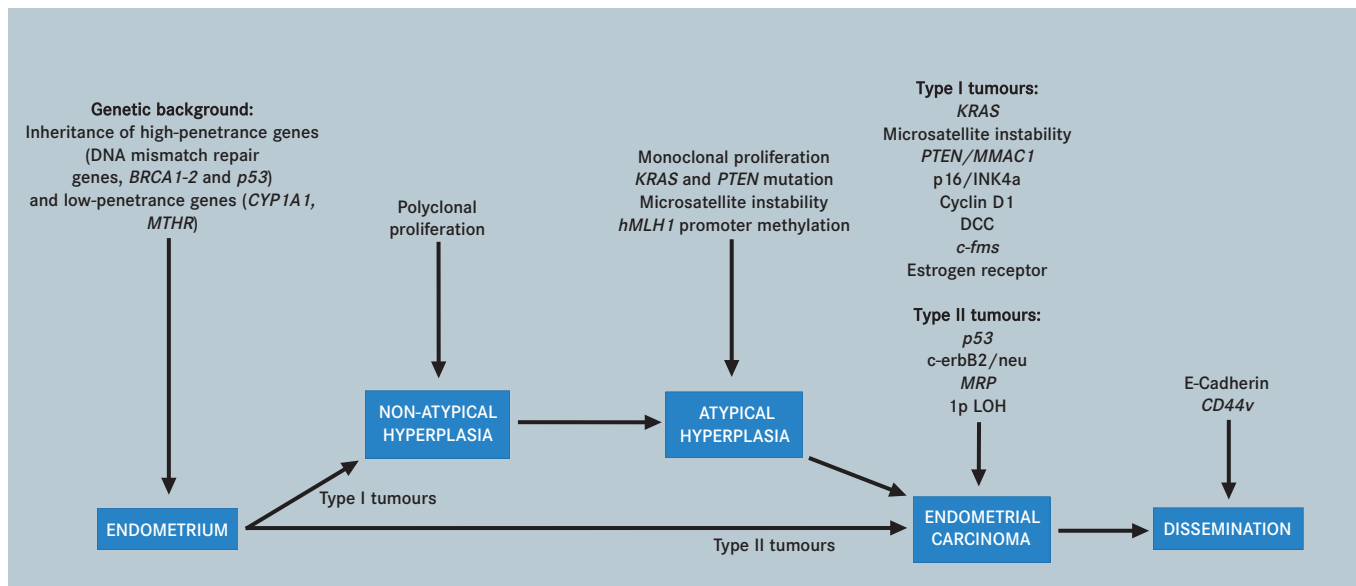 Genetic background:
Inheritance of high-penetrance genes
(DNA mismatch repair
genes, BRCA1-2 and p53)
and low-penetrance genes (CYP1A1,
MTHR)
Polyclonal
proliferation
Monoclonal proliferation
KRAS and PTEN mutation
Microsatellite instability
hMLH1 promoter methylation
Type I tumours:
KRAS
Microsatellite instability
PTEN/MMAC1
p16/INK4a
Cyclin D1
DCC
c-fms
Estrogen receptor
Type II tumours:
p53
c-erbB2/neu
MRP
1p LOH
E-Cadherin
CD44v
NON-ATYPICAL
HYPERPLASIA
ATYPICAL
HYPERPLASIA
Type I tumours
ENDOMETRIUM
Type II tumours
ENDOMETRIAL
CARCINOMA
DISSEMINATION